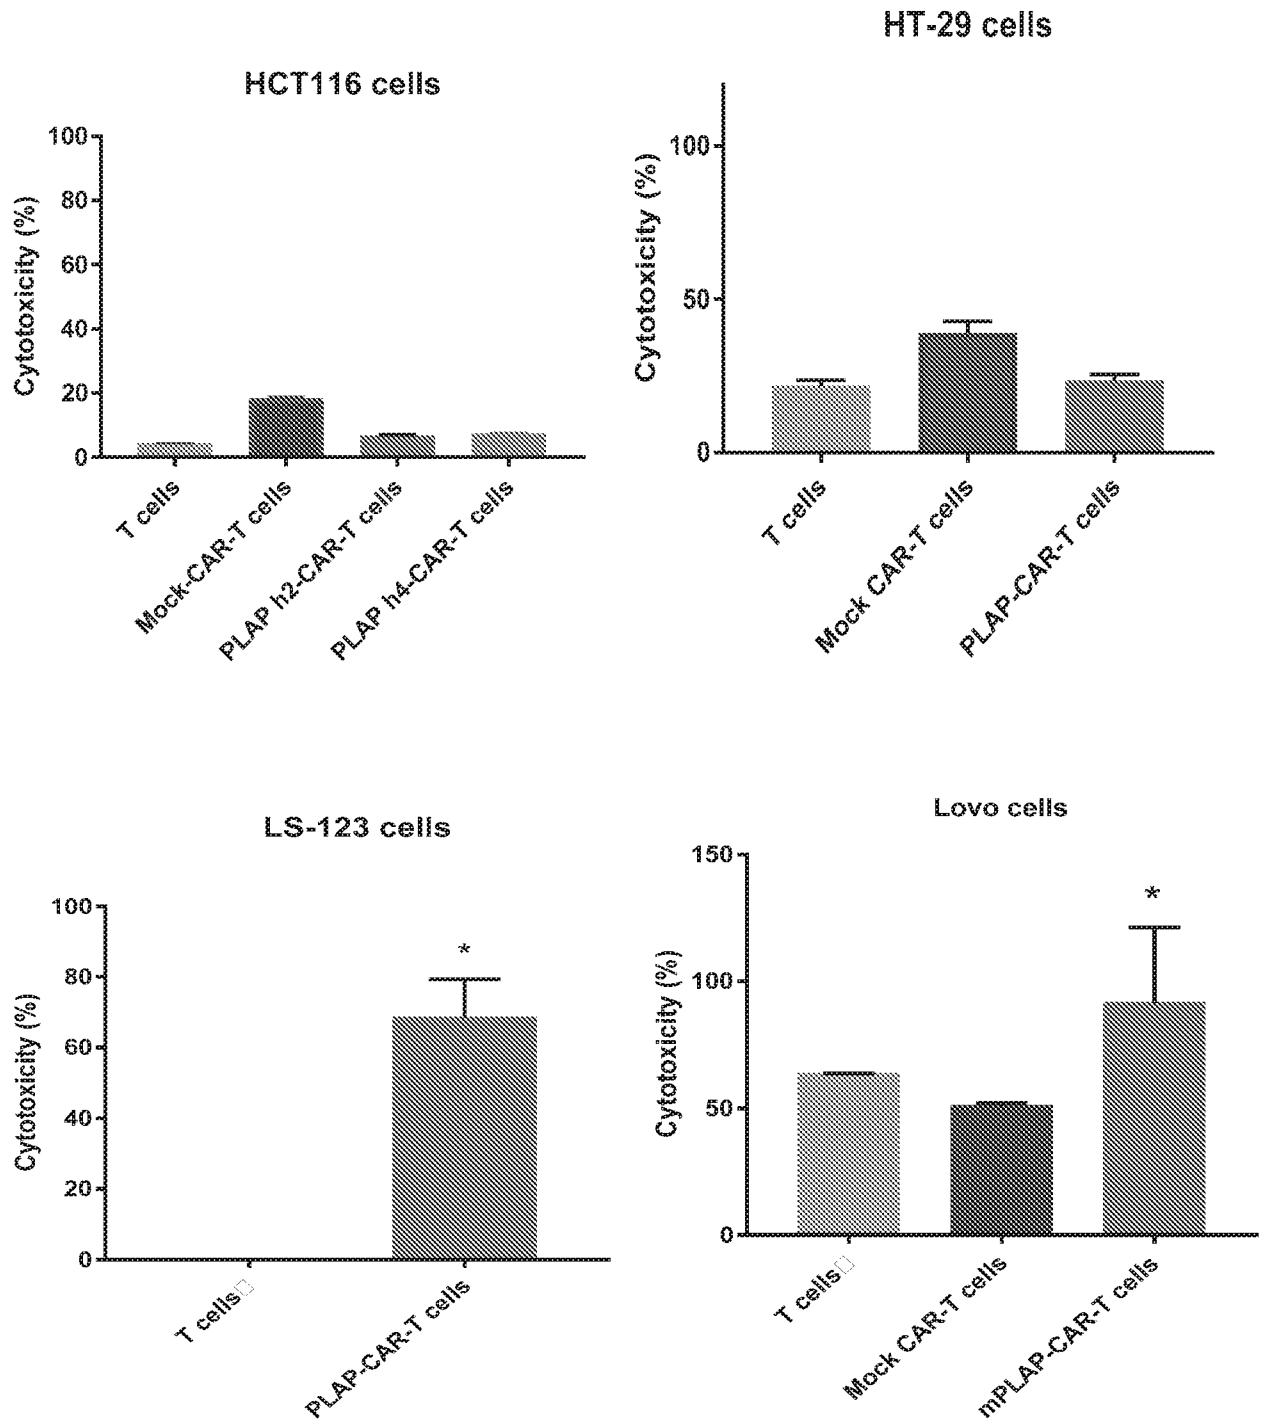 HCT116 cells
Cytotoxicity (%)
100
80
60
40
20
0
T cells
Mock-CAR-T cells
PLAP h2-CAR-T cells
PLAP h4-CAR-T cells
HT-29 cells
Cytotoxicity (%)
100
50
0
T cells
Mock CAR-T cells
PLAP-CAR-T cells
LS-123 cells
Cytotoxicity (%)
100
80
60
40
20
0
*
T cells□
PLAP-CAR-T cells
Lovo cells
Cytotoxicity (%)
150
100
50
0
*
T cells□
Mock CAR-T cells
mPLAP-CAR-T cells